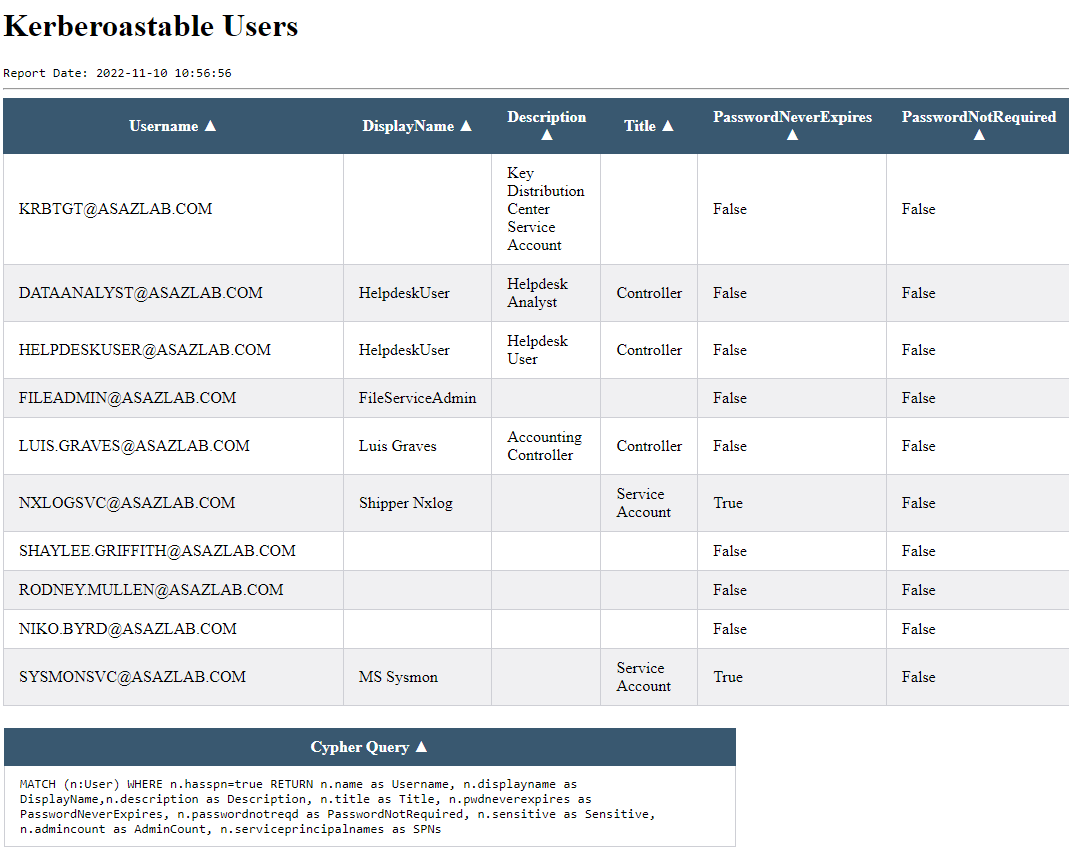 Kerberoastable Users
Report Date: 2022-11-10 10:56:56
Username ▲ DisplayName ▲ Description ▲ Title ▲ PasswordNeverExpires ▲ PasswordNotRequired ▲
KRBTGT@ASAZLAB.COM Key Distribution Center Service Account False False
DATAANALYST@ASAZLAB.COM HelpdeskUser Helpdesk Analyst Controller False False
HELPDESKUSER@ASAZLAB.COM HelpdeskUser Helpdesk User Controller False False
FILEADMIN@ASAZLAB.COM FileServiceAdmin False False
LUIS.GRAVES@ASAZLAB.COM Luis Graves Accounting Controller Controller False False
NXLOGSVC@ASAZLAB.COM Shipper Nxlog Service Account True False
SHAYLEE.GRIFFITH@ASAZLAB.COM False False
RODNEY.MULLEN@ASAZLAB.COM False False
NIKO.BYRD@ASAZLAB.COM False False
SYSMONSVC@ASAZLAB.COM MS Sysmon Service Account True False
Cypher Query ▲
MATCH (n:User) WHERE n.hasspn=true RETURN n.name as Username, n.displayname as
DisplayName,n.description as Description, n.title as Title, n.pwdneverexpires as
PasswordNeverExpires, n.passwordnotreqd as PasswordNotRequired, n.sensitive as Sensitive,
n.admincount as AdminCount, n.serviceprincipalnames as SPNs